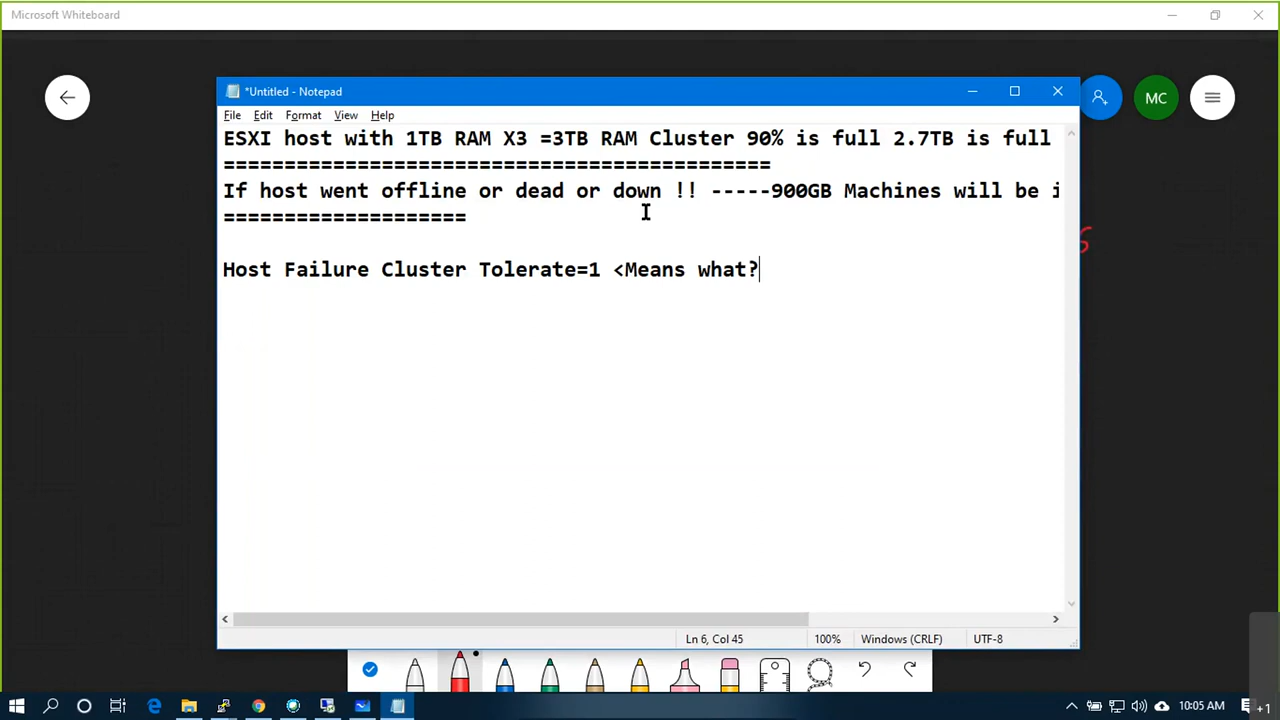 Microsoft Whiteboard
*Untitled - Notepad
MC
File Edit Format View Help
ESXI host with 1TB RAM X3 =3TB RAM Cluster 90% is full 2.7TB is full
============================================= 
If host went offline or dead or down !! -----900GB Machines will be i
====================
Host Failure Cluster Tolerate=1 <Means what?
Ln 6, Col 45 100% Windows (CRLF) UTF-8
10:05 AM
+1